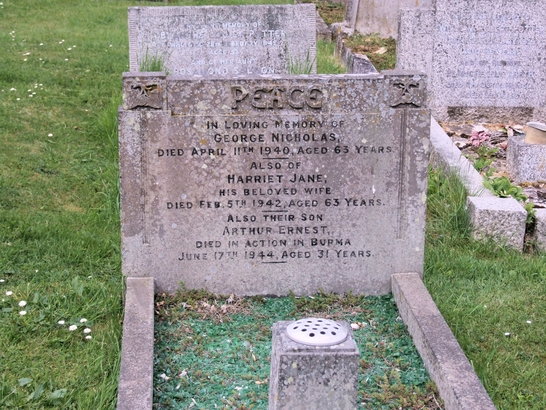 PEACE
IN LOVING MEMORY OF
GEORGE NICHOLAS,
DIED APRIL 11TH 1940, AGED 63 YEARS
ALSO OF
HARRIET JANE,
HIS BELOVED WIFE
DIED FEB. 5TH 1942, AGED 63 YEARS.
ALSO THEIR SON
ARTHUR ERNEST,
DIED IN ACTION IN BURMA
JUNE 17TH 1944, AGED 31 YEARS.